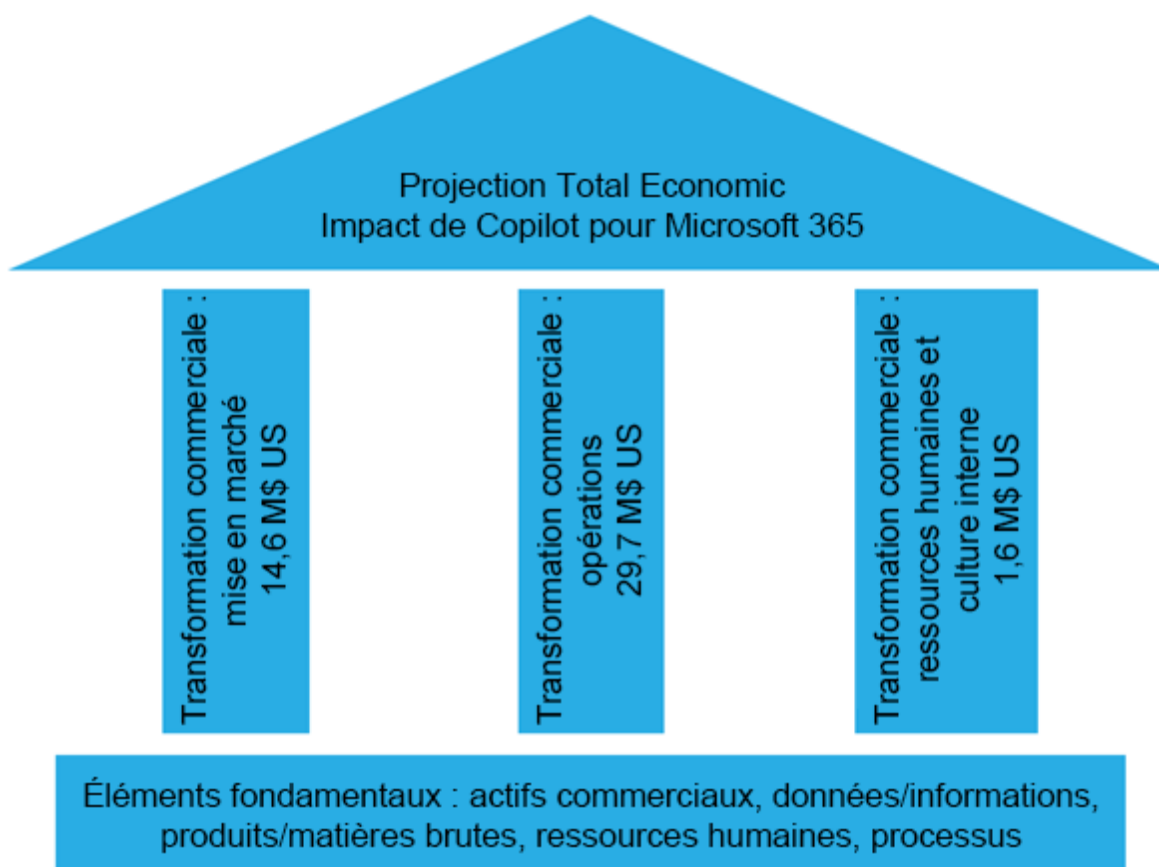 Projection Total Economic
Impact de Copilot pour Microsoft 365
Transformation commerciale :
mise en marché
14,6 M$ US
Transformation commerciale :
opérations
29,7 M$ US
Transformation commerciale :
ressources humaines et
culture interne
1,6 M$ US
Éléments fondamentaux : actifs commerciaux, données/informations,
produits/matières brutes, ressources humaines, processus